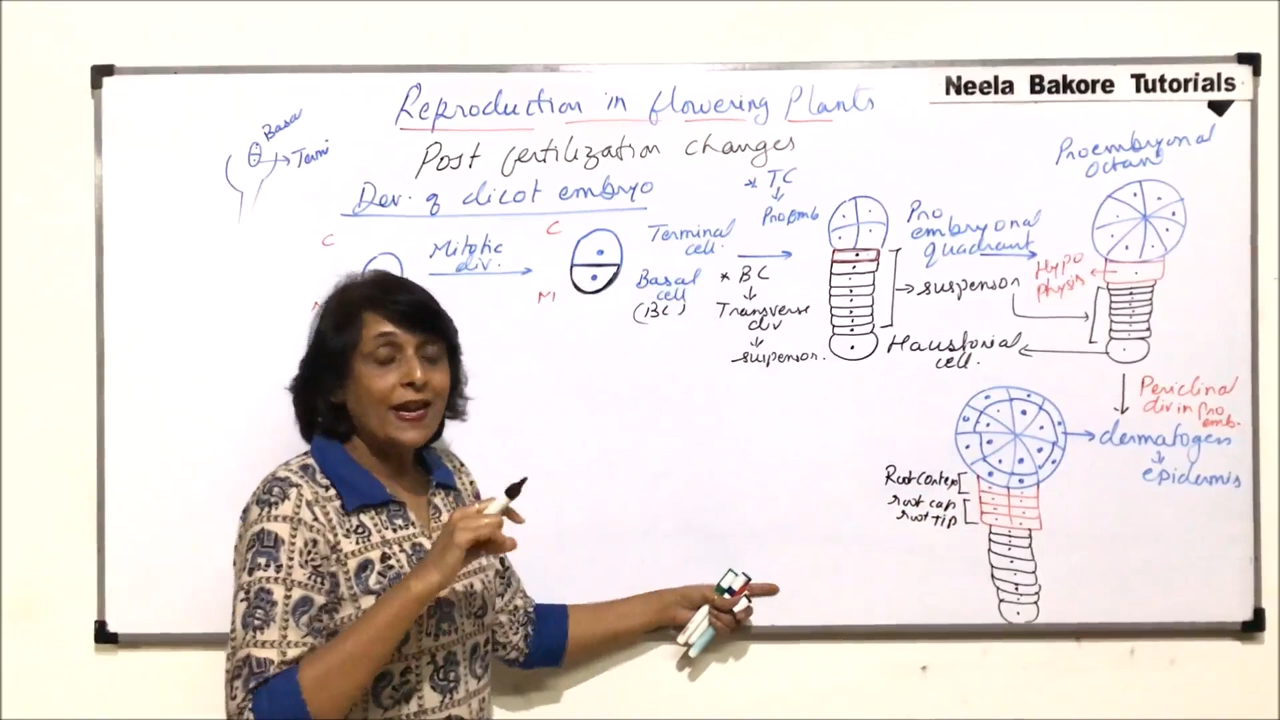 Neela Bakore Tutorials
Reproduction in flowering Plants
Post fertilization changes
Dev. of dicot embryo
Basa
Termi
C
Mitotic
div.
C
M
Terminal
cell.
Basal
cell
(BC)
* TC
↓
Proemb
* BC
↓
Transverse
div
↓
suspensor.
Pro
embryonal
quadrant
suspensor
Haustorial
cell.
Proembryonal
Octant
Hypo
physis
Periclinal
div in pro
emb.
dermatogen
↓
epidermis
Root cortex
root cap
root tip